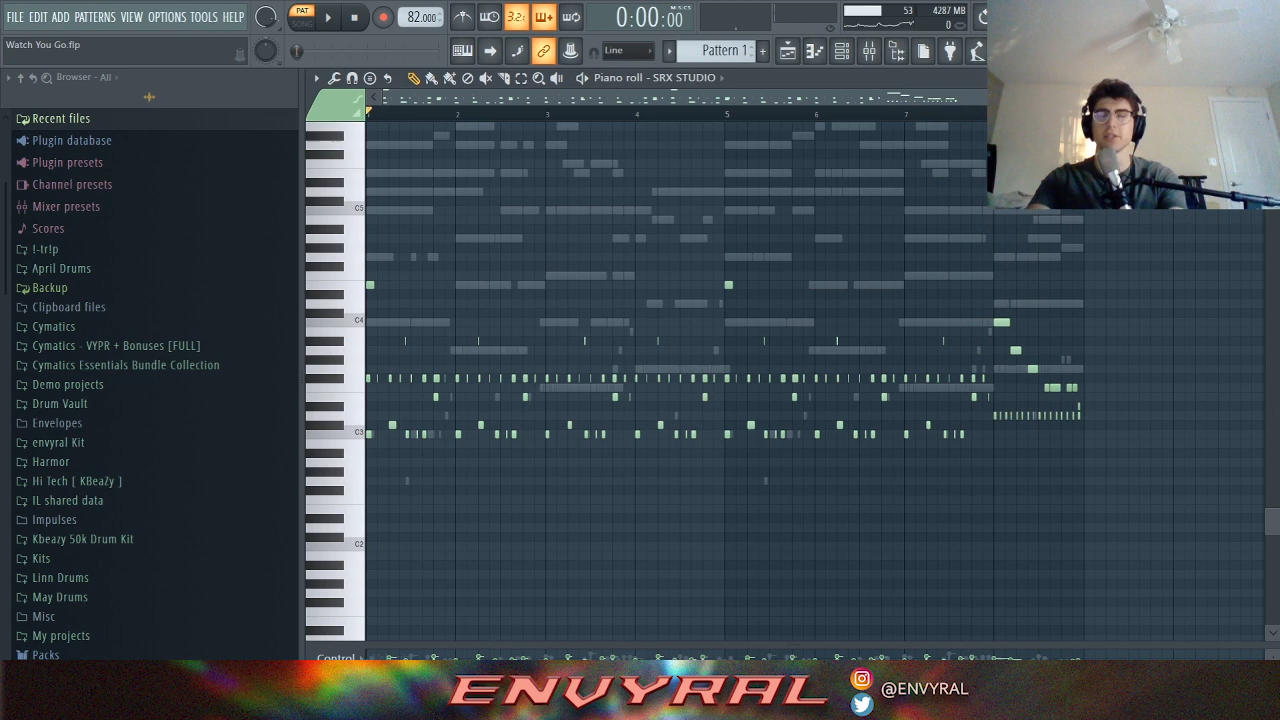 FILE EDIT ADD PATTERNS VIEW OPTIONS TOOLS HELP
PAT
SONG
82.000
3.2:
0:00:00
M:S:CS
53
4287 MB
0
Watch You Go.flp
Line
Pattern 1
Browser - All
Piano roll - SRX STUDIO
Recent files
Plugin database
Plugin presets
Channel presets
Mixer presets
Scores
!-tr!p
April Drums
Backup
Clipboard files
Cymatics
Cymatics - VYPR + Bonuses [FULL]
Cymatics Essentials Bundle Collection
Demo projects
Drum Vault
Envelopes
envyral Kit
Harmor
Hi Tech [ KBeaZy ]
IL shared data
Impulses
Kbeazy 50k Drum Kit
Kits
Linn Drums
May Drums
Misc
My projects
Packs
1 2 3 4 5 6 7
C5
C4
C3
C2
Control
ENVYRAL
@ENVYRAL